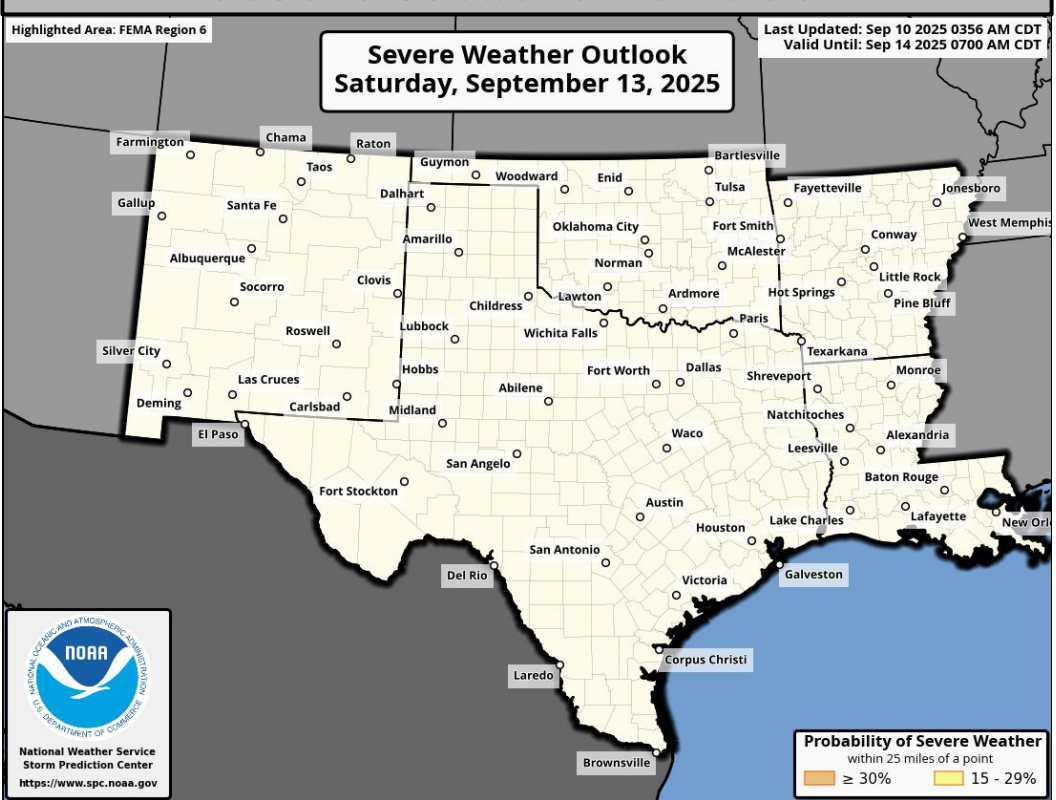 Highlighted Area: FEMA Region 6
Last Updated: Sep 10 2025 0356 AM CDT
Valid Until: Sep 14 2025 0700 AM CDT
Severe Weather Outlook
Saturday, September 13, 2025
Farmington
Chama
Raton
Taos
Guymon
Woodward
Enid
Bartlesville
Tulsa
Fayetteville
Jonesboro
Gallup
Santa Fe
Dalhart
West Memphis
Albuquerque
Amarillo
Oklahoma City
Norman
Fort Smith
McAlester
Conway
Little Rock
Socorro
Clovis
Childress
Lawton
Ardmore
Hot Springs
Pine Bluff
Roswell
Lubbock
Wichita Falls
Paris
Texarkana
Silver City
Las Cruces
Hobbs
Abilene
Fort Worth
Dallas
Shreveport
Monroe
Deming
Carlsbad
Midland
Natchitoches
El Paso
San Angelo
Waco
Leesville
Alexandria
Fort Stockton
Austin
Baton Rouge
Houston
Lake Charles
Lafayette
New Orl
Del Rio
San Antonio
Victoria
Galveston
Laredo
Corpus Christi
Brownsville
NATIONAL OCEANIC AND ATMOSPHERIC ADMINISTRATION
NOAA
U.S. DEPARTMENT OF COMMERCE
National Weather Service
Storm Prediction Center
https://www.spc.noaa.gov
Probability of Severe Weather
within 25 miles of a point
≥ 30%
15 - 29%